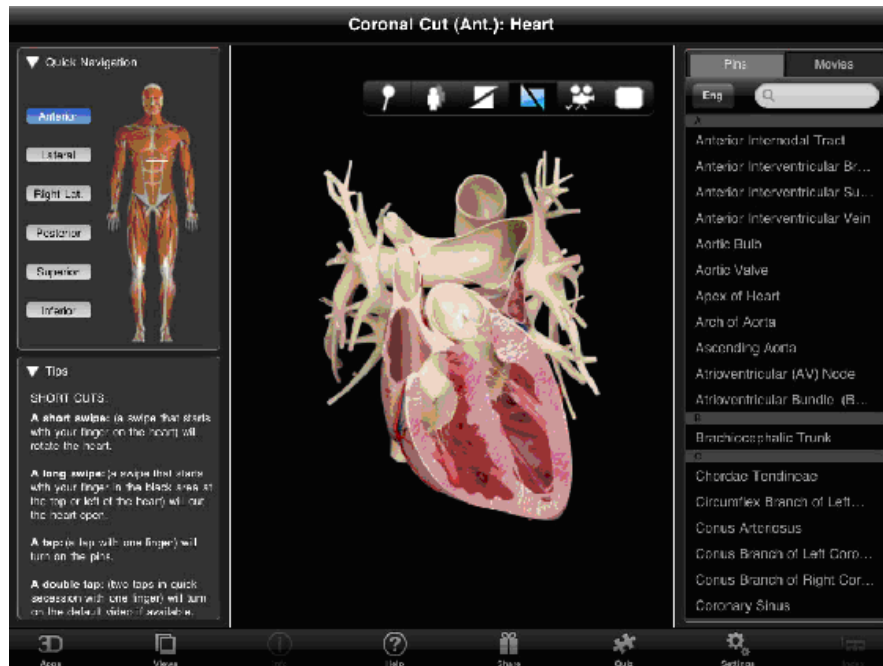 Coronal Cut (Ant.): Heart
Quick Navigation
Anterior
Lateral
Right Lat.
Posterior
Superior
Inferior
Tips
SHORT CUTS:
A short swipe: (a swipe that starts
with your finger on the heart) will
rotate the heart.
A long swipe: (a swipe that starts
with your finger in the black area at
the top or left of the heart) will cut
the heart open.
A tap: (a tap with one finger) will
turn on the pins.
A double tap: (two taps in quick
secession with one finger) will turn
on the default video if available.
Pins
Movies
Eng
A
Anterior Internodal Tract
Anterior Interventricular Br...
Anterior Interventricular Su...
Anterior Interventricular Vein
Aortic Bulb
Aortic Valve
Apex of Heart
Arch of Aorta
Ascending Aorta
Atrioventricular (AV) Node
Atrioventricular Bundle (B...
B
Brachiocephalic Trunk
C
Chordae Tendineae
Circumflex Branch of Left...
Conus Arteriosus
Conus Branch of Left Coro...
Conus Branch of Right Cor...
Coronary Sinus
3D
Apps
Views
Help
Share
Quiz
Settings